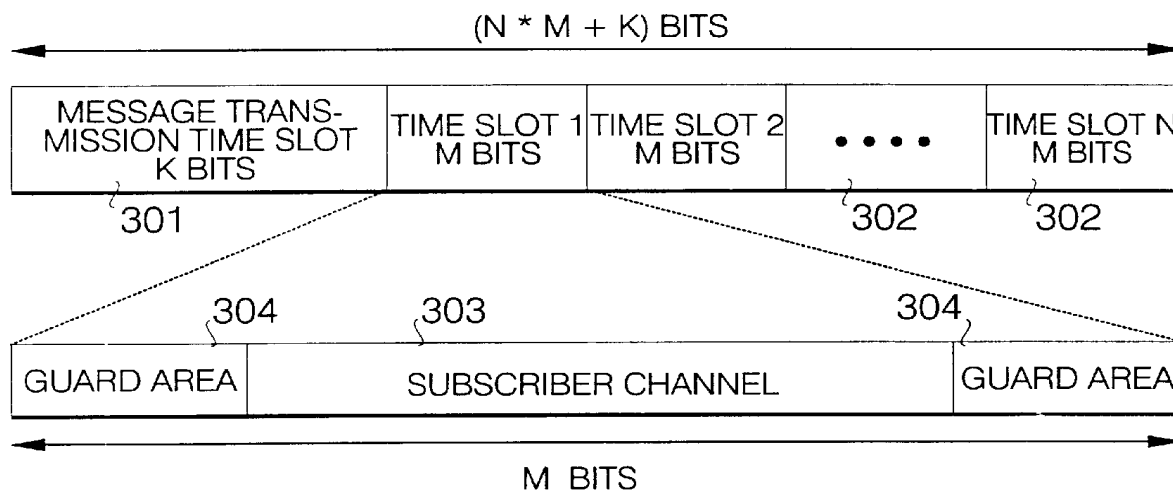 (N * M + K) BITS
MESSAGE TRANS-
MISSION TIME SLOT
K BITS
TIME SLOT 1
M BITS
TIME SLOT 2
M BITS
• • • •
TIME SLOT N
M BITS
301
302
302
304
303
304
GUARD AREA
SUBSCRIBER CHANNEL
GUARD AREA
M BITS